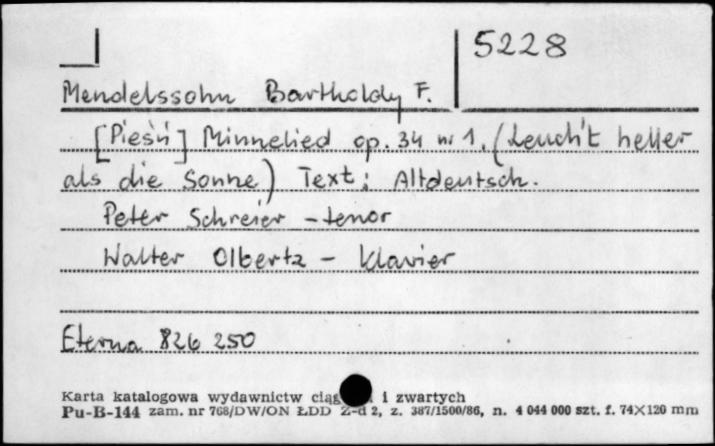 5228
Mendelssohn Bartholdy F.
[Pieśń] Minnelied op. 34 nr 1. (Leucht't heller
als die Sonne) Text: Altdeutsch.
Peter Schreier - tenor
Walter Olbertz - Klavier
Eterna 826 250
Karta katalogowa wydawnictw i zwartych
Pu-B-144 zam. nr 768/DW/ON ŁDD Z-d 2, z. 387/1500/86, n. 4 044 000 szt. f. 74×120 mm